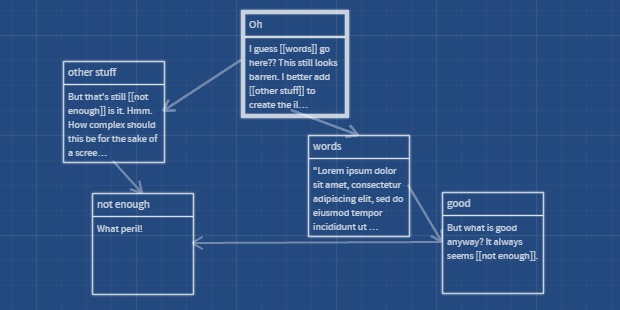 Oh
I guess [[words]] go
here?? This still looks
barren. I better add
[[other stuff]] to
create the il…
other stuff
But that's still [[not
enough]] is it. Hmm.
How complex should
this be for the sake of
a scree…
words
"Lorem ipsum dolor
sit amet, consectetur
adipiscing elit, sed do
eiusmod tempor
incididunt ut …
not enough
What peril!
good
But what is good
anyway? It always
seems [[not enough]].